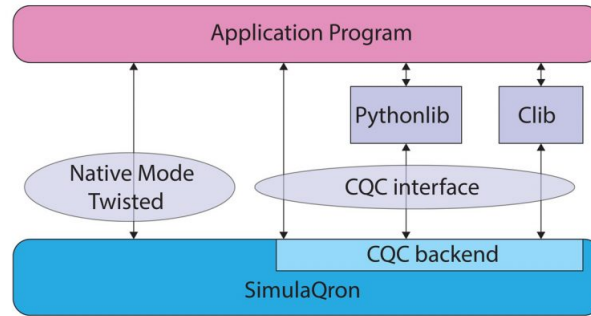 Application Program
Pythonlib
Clib
Native Mode
Twisted
CQC interface
CQC backend
SimulaQron